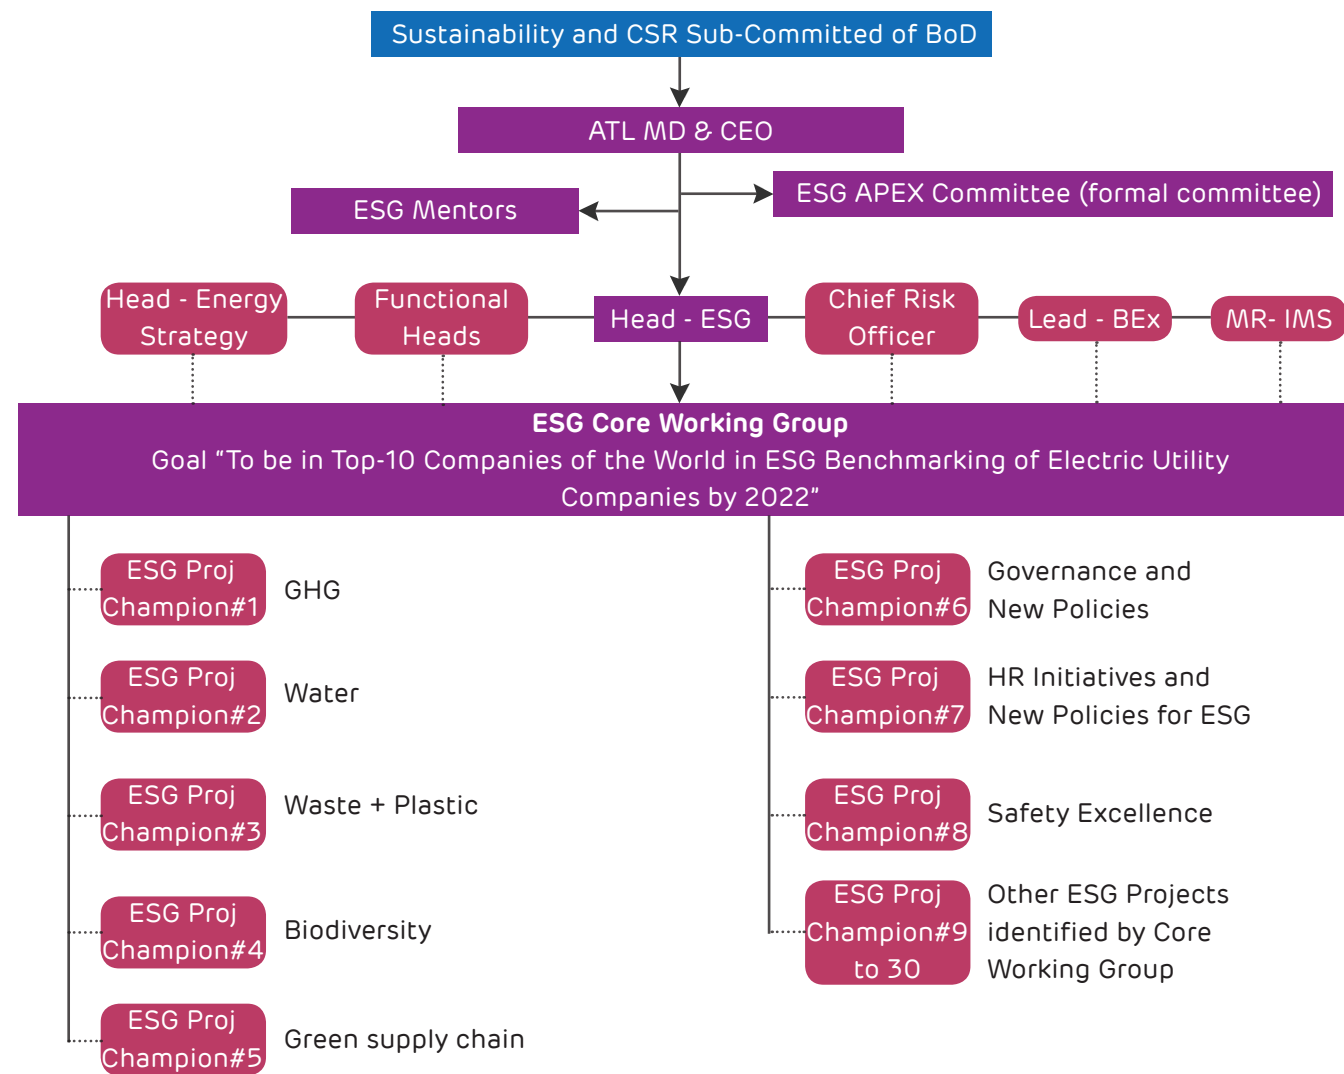 Sustainability and CSR Sub-Committed of BoD
ATL MD & CEO
ESG Mentors
ESG APEX Committee (formal committee)
Head - Energy
Strategy
Functional
Heads
Head - ESG
Chief Risk
Officer
Lead - BEx
MR- IMS
ESG Core Working Group
Goal "To be in Top-10 Companies of the World in ESG Benchmarking of Electric Utility
Companies by 2022"
ESG Proj
Champion#1
GHG
ESG Proj
Champion#2
Water
ESG Proj
Champion#3
Waste + Plastic
ESG Proj
Champion#4
Biodiversity
ESG Proj
Champion#5
Green supply chain
ESG Proj
Champion#6
Governance and
New Policies
ESG Proj
Champion#7
HR Initiatives and
New Policies for ESG
ESG Proj
Champion#8
Safety Excellence
ESG Proj
Champion#9
to 30
Other ESG Projects
identified by Core
Working Group